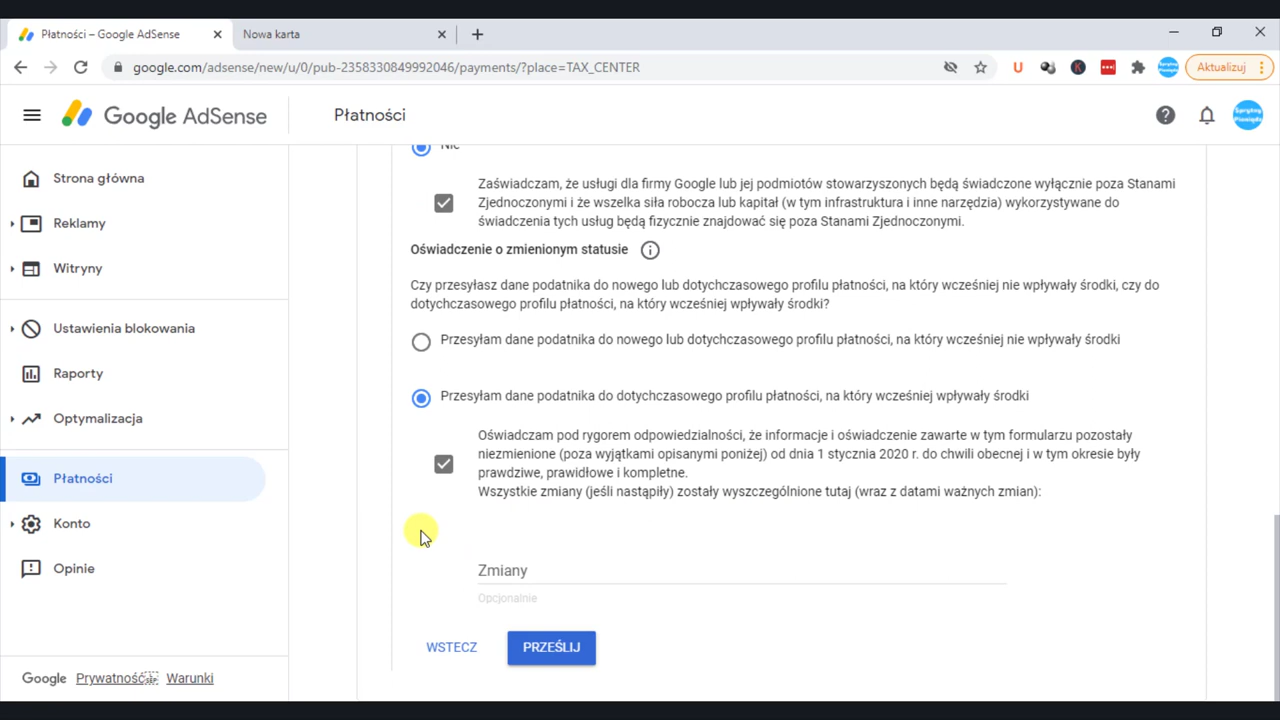 Płatności – Google AdSense
Nowa karta
google.com/adsense/new/u/0/pub-2358330849992046/payments/?place=TAX_CENTER
U
K
Aktualizuj
Google AdSense
Płatności
Sprytny
Pieniądz
Strona główna
Reklamy
Witryny
Ustawienia blokowania
Raporty
Optymalizacja
Płatności
Konto
Opinie
Google Prywatność Warunki
Nie
Zaświadczam, że usługi dla firmy Google lub jej podmiotów stowarzyszonych będą świadczone wyłącznie poza Stanami
Zjednoczonymi i że wszelka siła robocza lub kapitał (w tym infrastruktura i inne narzędzia) wykorzystywane do
świadczenia tych usług będą fizycznie znajdować się poza Stanami Zjednoczonymi.
Oświadczenie o zmienionym statusie
Czy przesyłasz dane podatnika do nowego lub dotychczasowego profilu płatności, na który wcześniej nie wpływały środki, czy do
dotychczasowego profilu płatności, na który wcześniej wpływały środki?
Przesyłam dane podatnika do nowego lub dotychczasowego profilu płatności, na który wcześniej nie wpływały środki
Przesyłam dane podatnika do dotychczasowego profilu płatności, na który wcześniej wpływały środki
Oświadczam pod rygorem odpowiedzialności, że informacje i oświadczenie zawarte w tym formularzu pozostały
niezmienione (poza wyjątkami opisanymi poniżej) od dnia 1 stycznia 2020 r. do chwili obecnej i w tym okresie były
prawdziwe, prawidłowe i kompletne.
Wszystkie zmiany (jeśli nastąpiły) zostały wyszczególnione tutaj (wraz z datami ważnych zmian):
Zmiany
Opcjonalnie
WSTECZ
PRZEŚLIJ